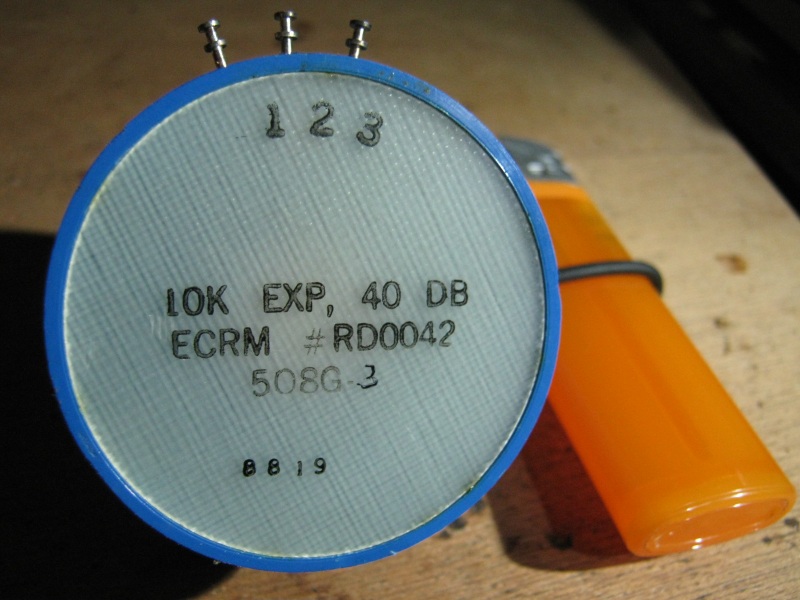 1 2 3
10K EXP, 40 DB
ECRM #RD0042
508G-3
8819